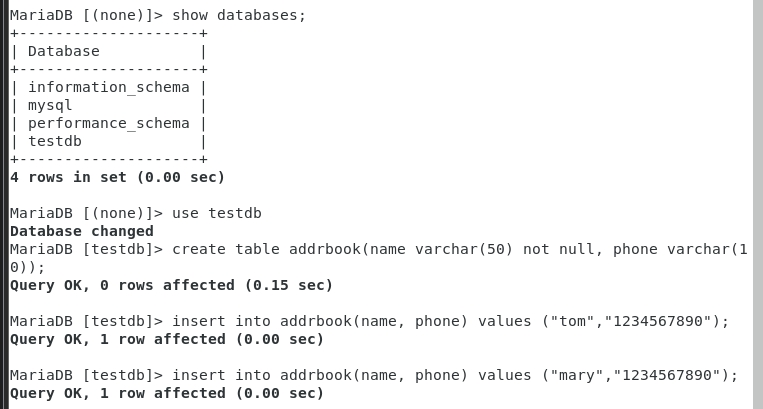 MariaDB [(none)]> show databases;
+--------------------+
| Database           |
+--------------------+
| information_schema |
| mysql              |
| performance_schema |
| testdb             |
+--------------------+
4 rows in set (0.00 sec)
MariaDB [(none)]> use testdb
Database changed
MariaDB [testdb]> create table addrbook(name varchar(50) not null, phone varchar(1
0));
Query OK, 0 rows affected (0.15 sec)
MariaDB [testdb]> insert into addrbook(name, phone) values ("tom","1234567890");
Query OK, 1 row affected (0.00 sec)
MariaDB [testdb]> insert into addrbook(name, phone) values ("mary","1234567890");
Query OK, 1 row affected (0.00 sec)